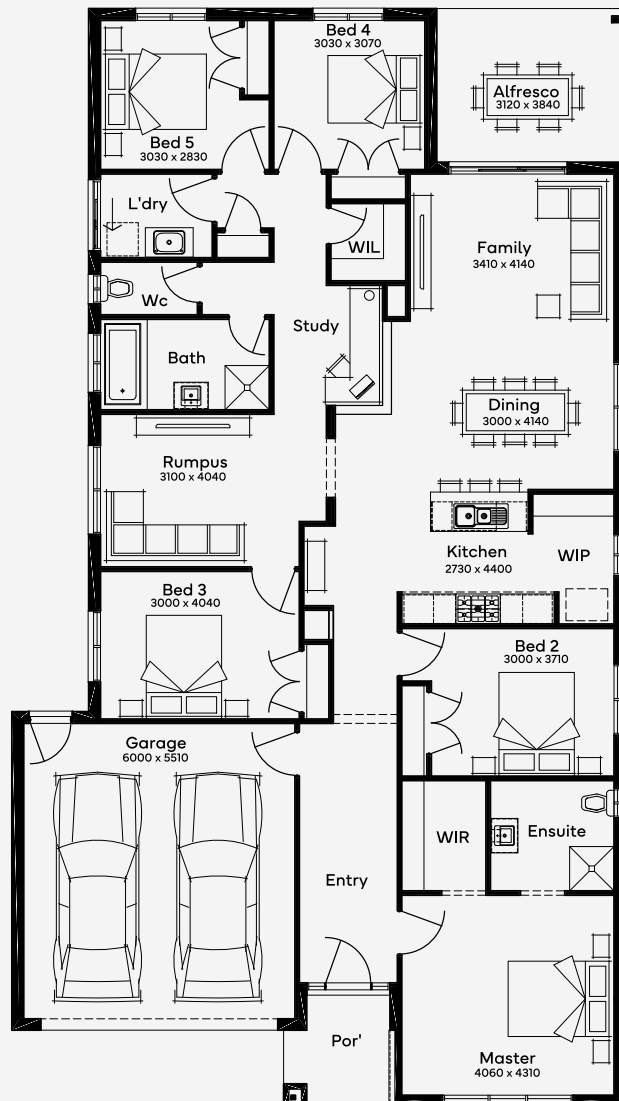 Bed 4
3030 x 3070
Alfresco
3120 x 3840
Bed 5
3030 x 2830
L'dry
WIL
Family
3410 x 4140
Wc
Study
Bath
Dining
3000 x 4140
Rumpus
3100 x 4040
Kitchen
2730 x 4400
WIP
Bed 3
3000 x 4040
Bed 2
3000 x 3710
Garage
6000 x 5510
WIR
Ensuite
Entry
Por'
Master
4060 x 4310